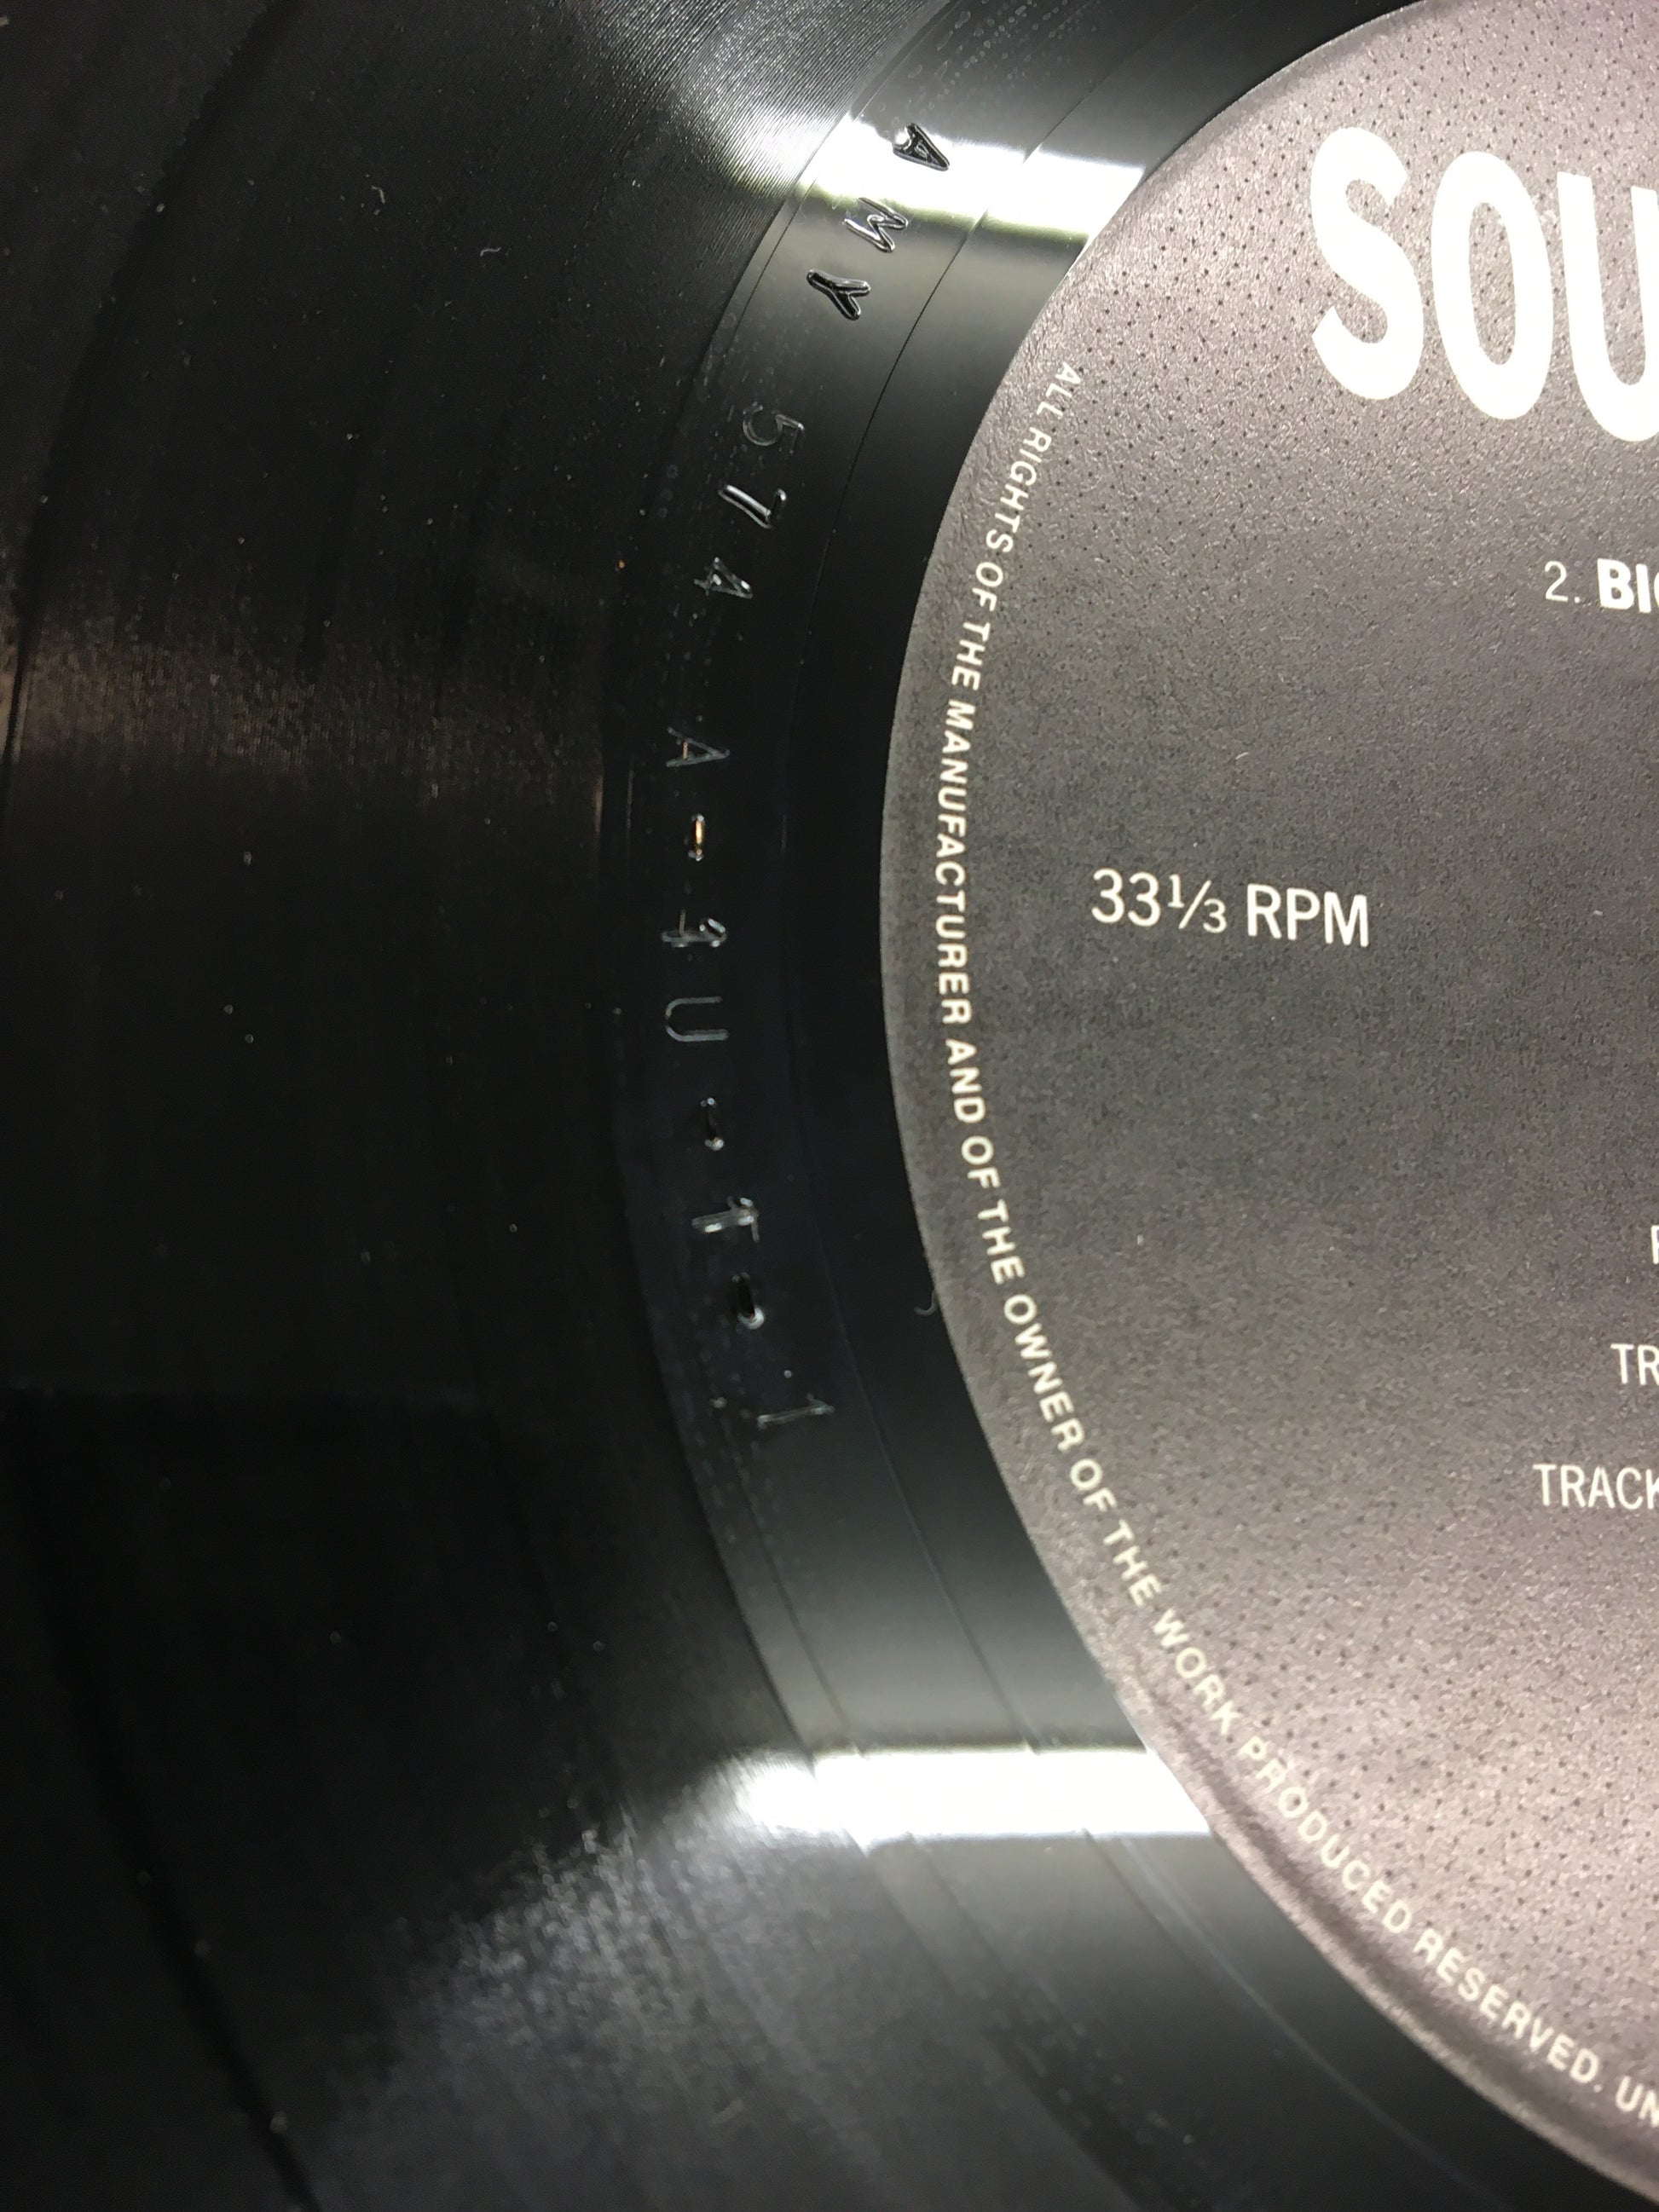 AMY 574 A-1U-1-1
SOU
2. BI
33⅓ RPM
TR
TRACK
ALL RIGHTS OF THE MANUFACTURER AND OF THE OWNER OF THE WORK PRODUCED RESERVED. UN